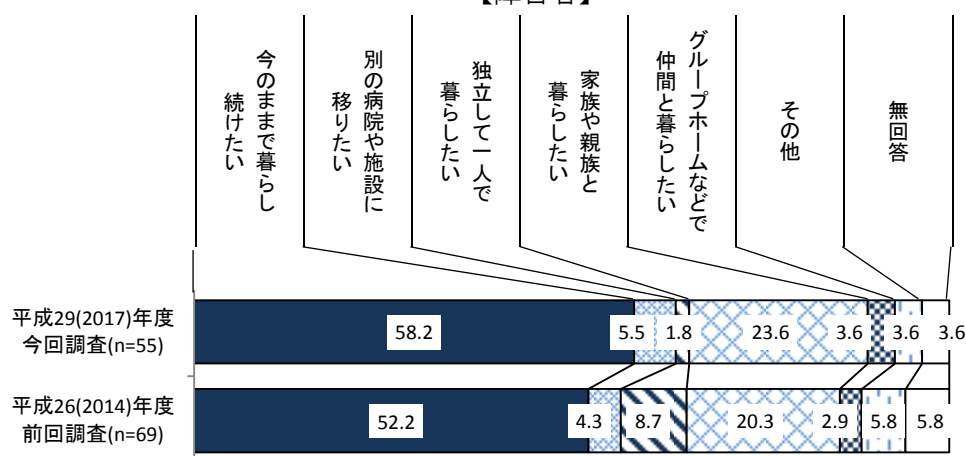 今のままで暮らし
続けたい
別の病院や施設に
移りたい
独立して一人で
暮らしたい
家族や親族と
暮らしたい
グループホームなどで
仲間と暮らしたい
その他
無回答
平成29(2017)年度
今回調査(n=55)
58.2
5.5
1.8
23.6
3.6
3.6
3.6
平成26(2014)年度
前回調査(n=69)
52.2
4.3
8.7
20.3
2.9
5.8
5.8